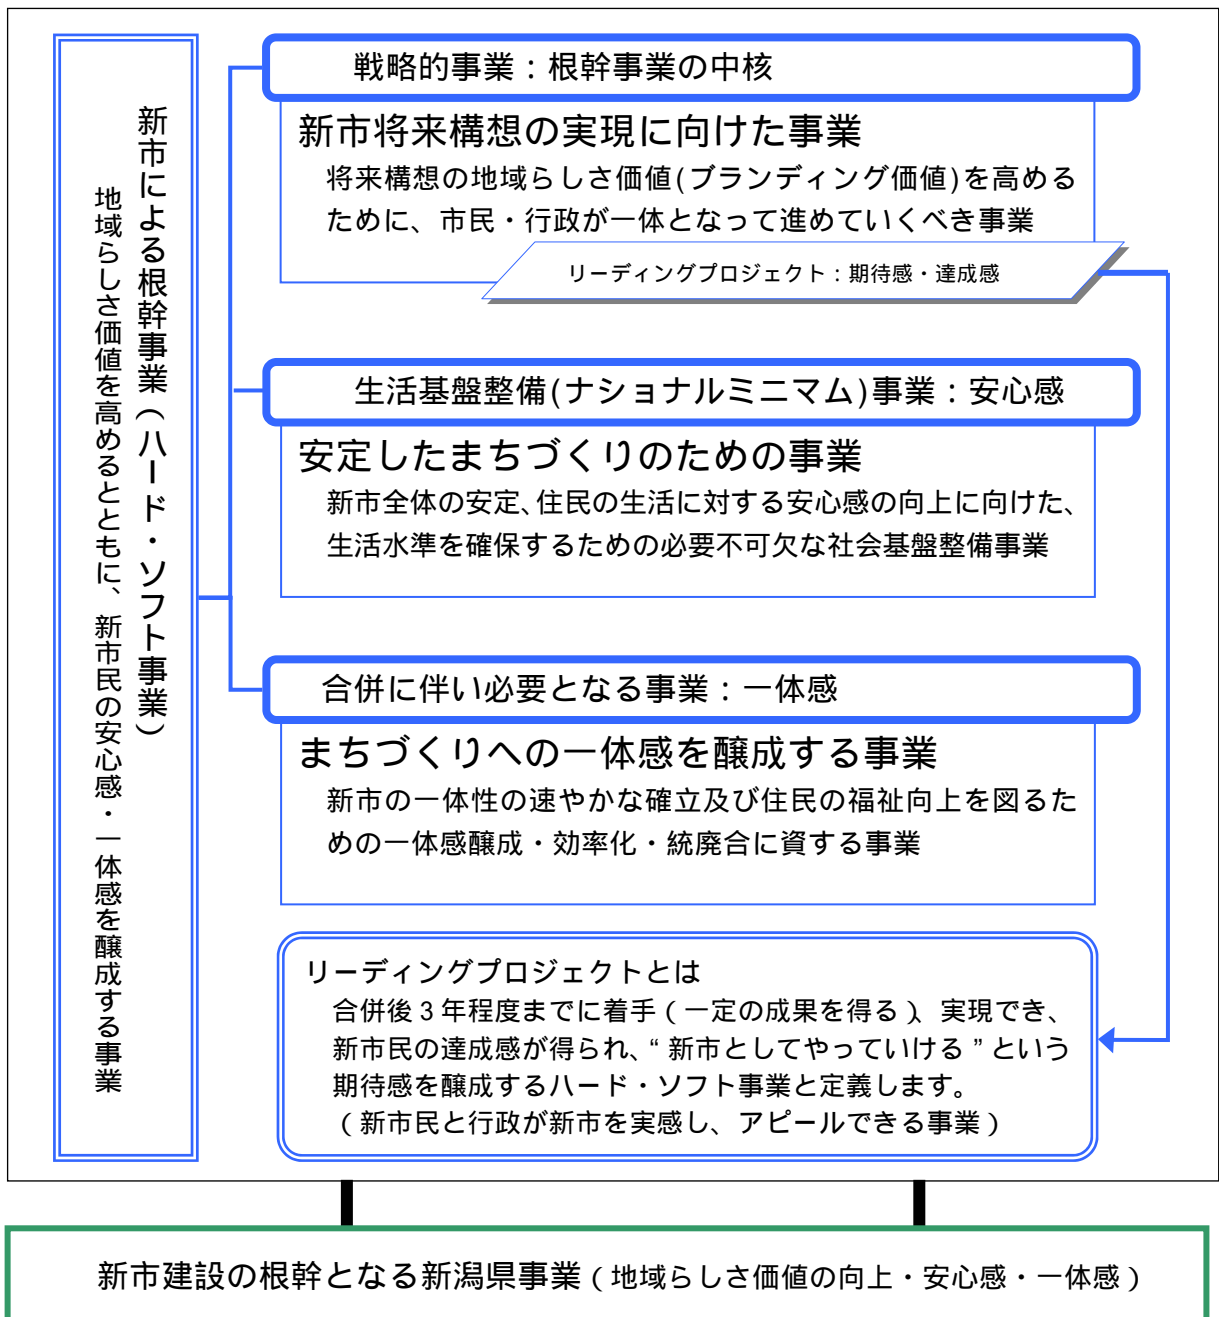 新市による根幹事業（ハード・ソフト事業）
地域らしさ価値を高めるとともに、新市民の安心感・一体感を醸成する事業
戦略的事業：根幹事業の中核
新市将来構想の実現に向けた事業
将来構想の地域らしさ価値(ブランディング価値)を高める
ために、市民・行政が一体となって進めていくべき事業
リーディングプロジェクト：期待感・達成感
生活基盤整備(ナショナルミニマム)事業：安心感
安定したまちづくりのための事業
新市全体の安定、住民の生活に対する安心感の向上に向けた、
生活水準を確保するための必要不可欠な社会基盤整備事業
合併に伴い必要となる事業：一体感
まちづくりへの一体感を醸成する事業
新市の一体性の速やかな確立及び住民の福祉向上を図るた
めの一体感醸成・効率化・統廃合に資する事業
リーディングプロジェクトとは
合併後３年程度までに着手（一定の成果を得る）、実現でき、
新市民の達成感が得られ、“新市としてやっていける”という
期待感を醸成するハード・ソフト事業と定義します。
（新市民と行政が新市を実感し、アピールできる事業）
新市建設の根幹となる新潟県事業（地域らしさ価値の向上・安心感・一体感）